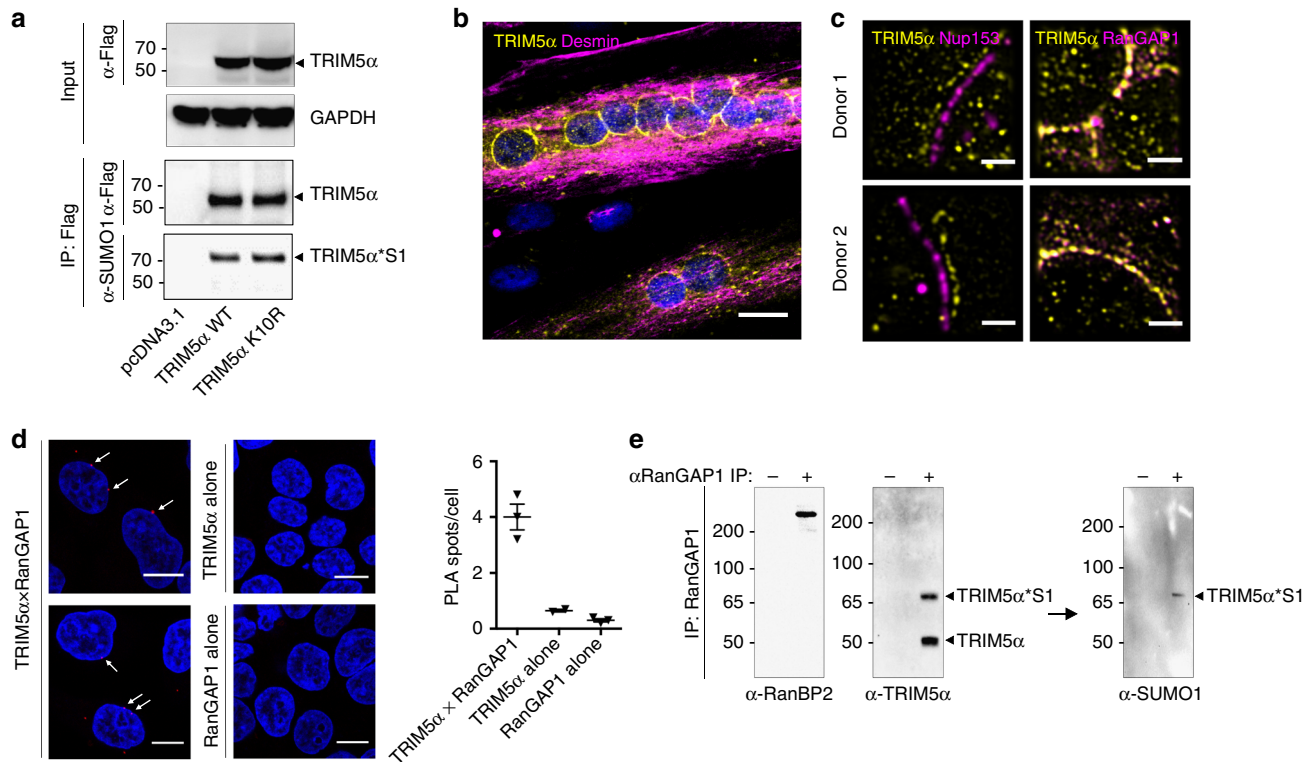 a
Input
α-Flag
70 -
50 -
TRIM5α
GAPDH
IP: Flag
α-Flag
70 -
50 -
TRIM5α
α-SUMO1
70 -
50 -
TRIM5α*S1
pcDNA3.1
TRIM5α WT
TRIM5α K10R
b
TRIM5α Desmin
c
TRIM5α Nup153
TRIM5α RanGAP1
Donor 1
Donor 2
d
TRIM5α×RanGAP1
TRIM5α alone
RanGAP1 alone
PLA spots/cell
6
4
2
0
TRIM5α × RanGAP1
TRIM5α alone
RanGAP1 alone
e
αRanGAP1 IP: – +
– +
– +
IP: RanGAP1
200 -
100 -
65 -
50 -
α-RanBP2
200 -
100 -
65 -
50 -
TRIM5α*S1
TRIM5α
α-TRIM5α
200 -
100 -
65 -
50 -
TRIM5α*S1
α-SUMO1